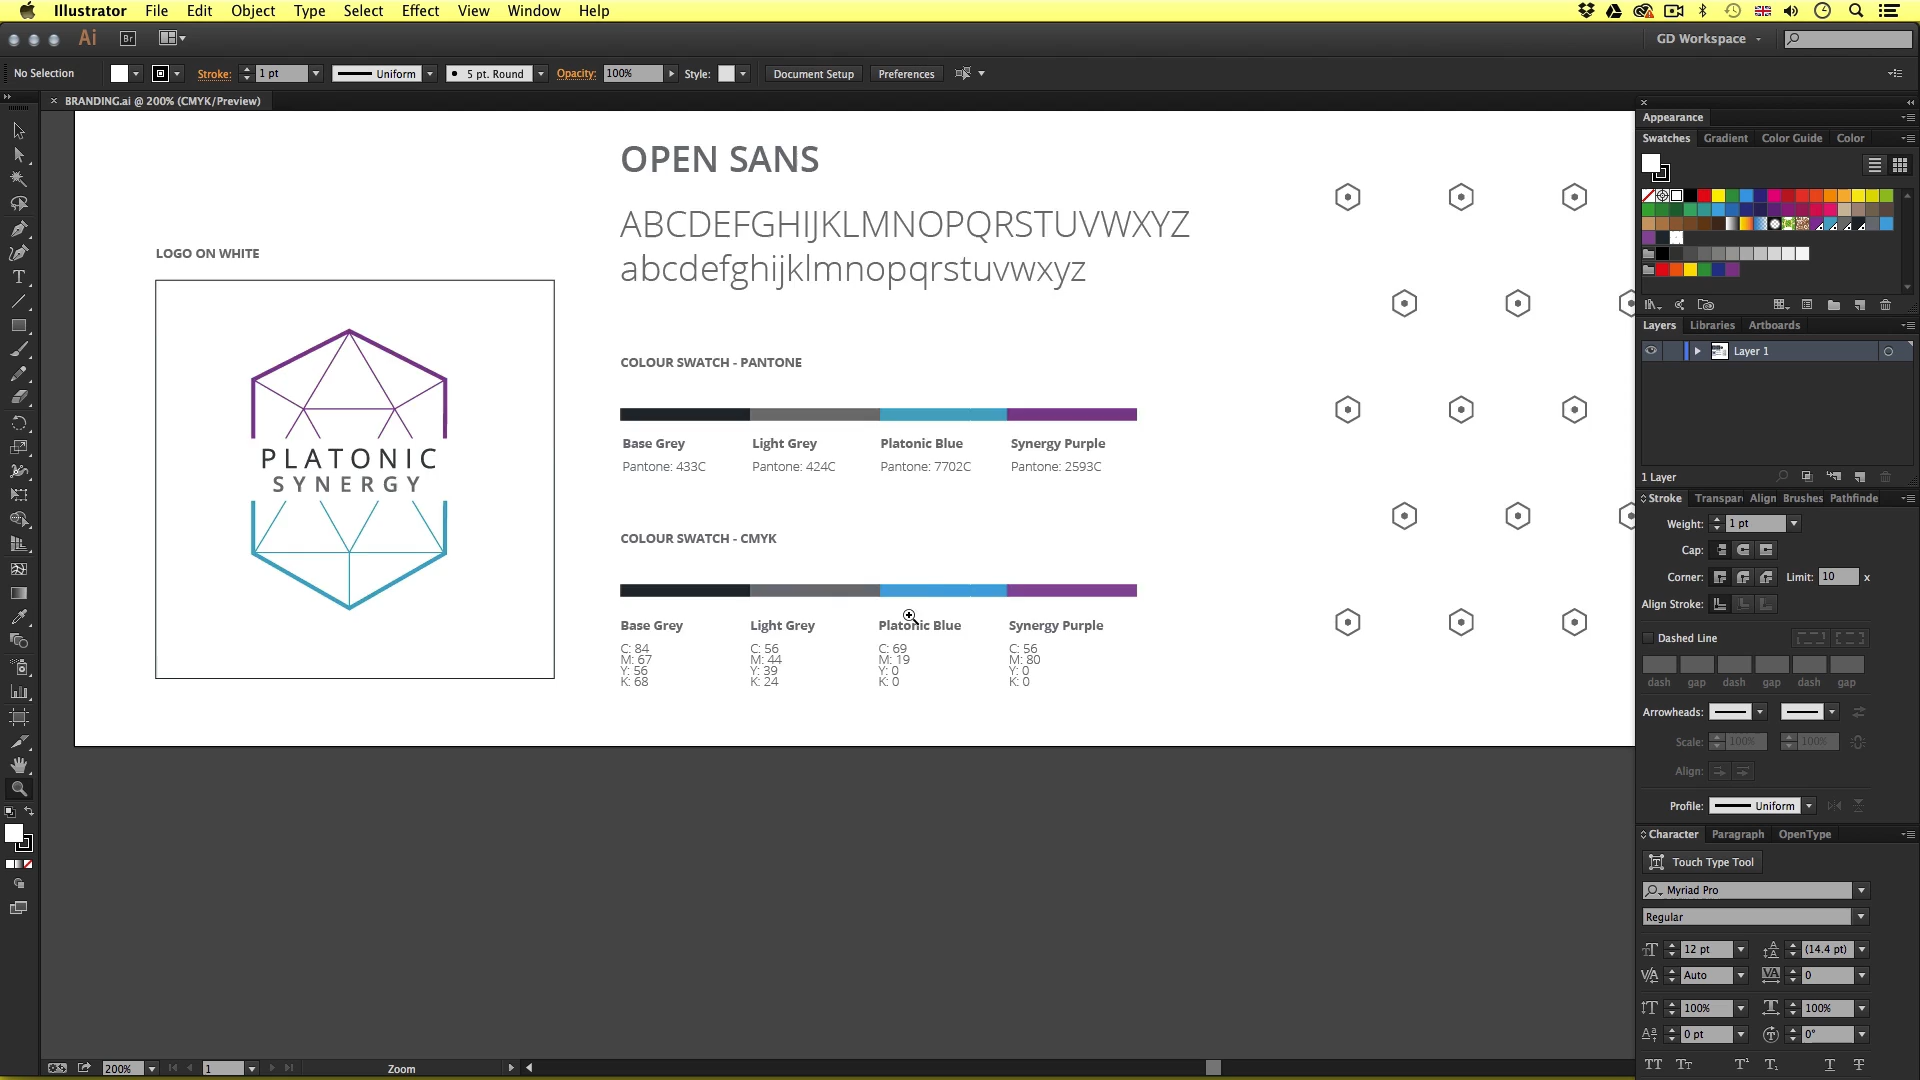 Illustrator File Edit Object Type Select Effect View Window Help
Ai Br GD Workspace
No Selection Stroke: 1 pt Uniform 5 pt. Round Opacity: 100% Style: Document Setup Preferences
BRANDING.ai @ 200% (CMYK/Preview)
OPEN SANS
ABCDEFGHIJKLMNOPQRSTUVWXYZ
abcdefghijklmnopqrstuvwxyz
LOGO ON WHITE
PLATONIC
SYNERGY
COLOUR SWATCH - PANTONE
Base Grey Light Grey Platonic Blue Synergy Purple
Pantone: 433C Pantone: 424C Pantone: 7702C Pantone: 2593C
COLOUR SWATCH - CMYK
Base Grey Light Grey Platonic Blue Synergy Purple
C: 84 C: 56 C: 69 C: 56
M: 67 M: 44 M: 19 M: 80
Y: 56 Y: 39 Y: 0 Y: 0
K: 68 K: 24 K: 0 K: 0
Appearance
Swatches Gradient Color Guide Color
Layers Libraries Artboards
Layer 1
1 Layer
Stroke Transpar Align Brushes Pathfinde
Weight: 1 pt
Cap:
Corner: Limit: 10 x
Align Stroke:
Dashed Line
dash gap dash gap dash gap
Arrowheads:
Scale: 100% 100%
Align:
Profile: Uniform
Character Paragraph OpenType
Touch Type Tool
Myriad Pro
Regular
12 pt (14.4 pt)
Auto 0
100% 100%
0 pt 0°
200% 1 Zoom